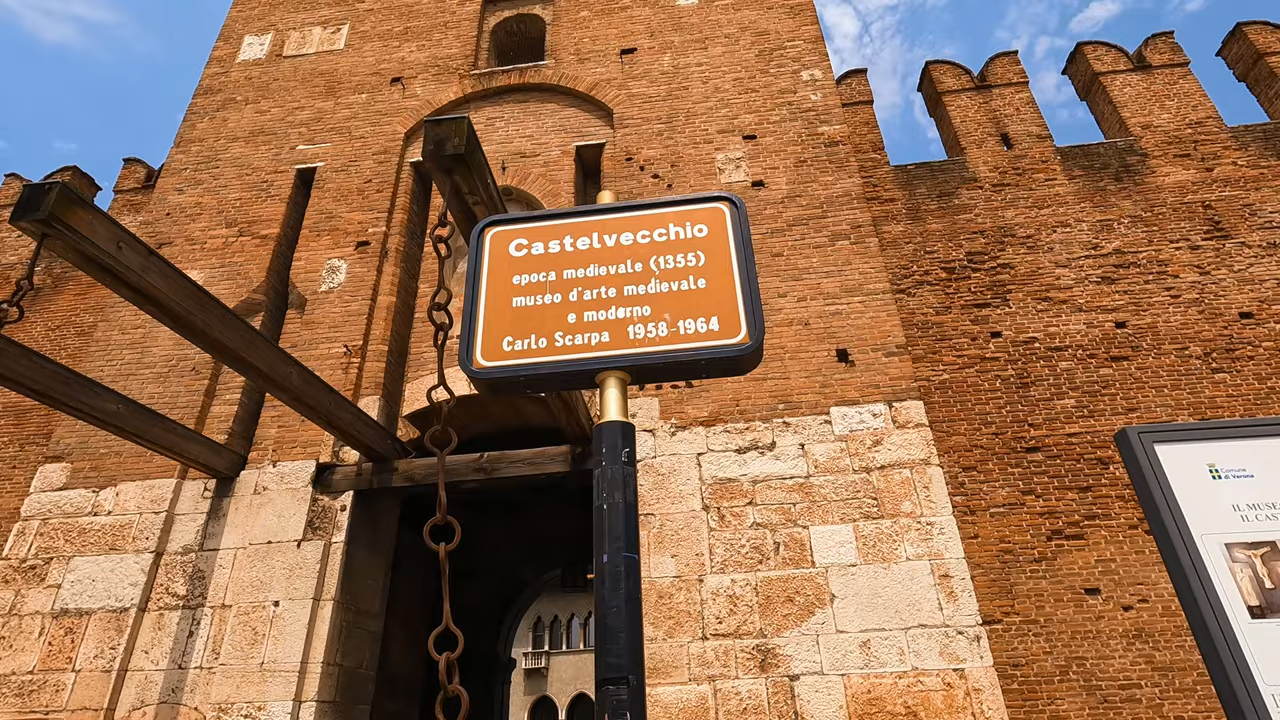 Castelvecchio
epoca medievale (1355)
museo d'arte medievale
e moderno
Carlo Scarpa 1958-1964
Comune
di Verona
IL MUSE
IL CAS